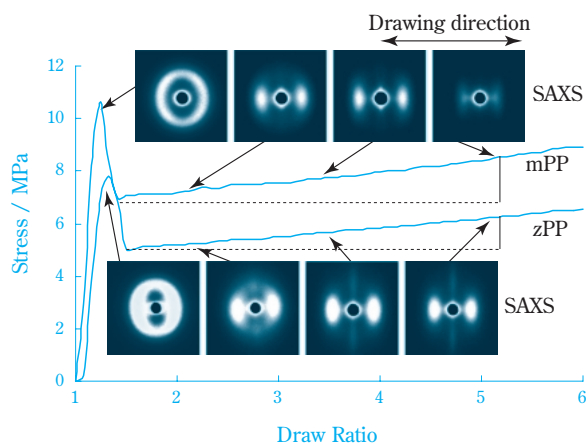 Drawing direction
12
SAXS
10
mPP
8
Stress / MPa
6
zPP
4
SAXS
2
0
1 2 3 4 5 6
Draw Ratio